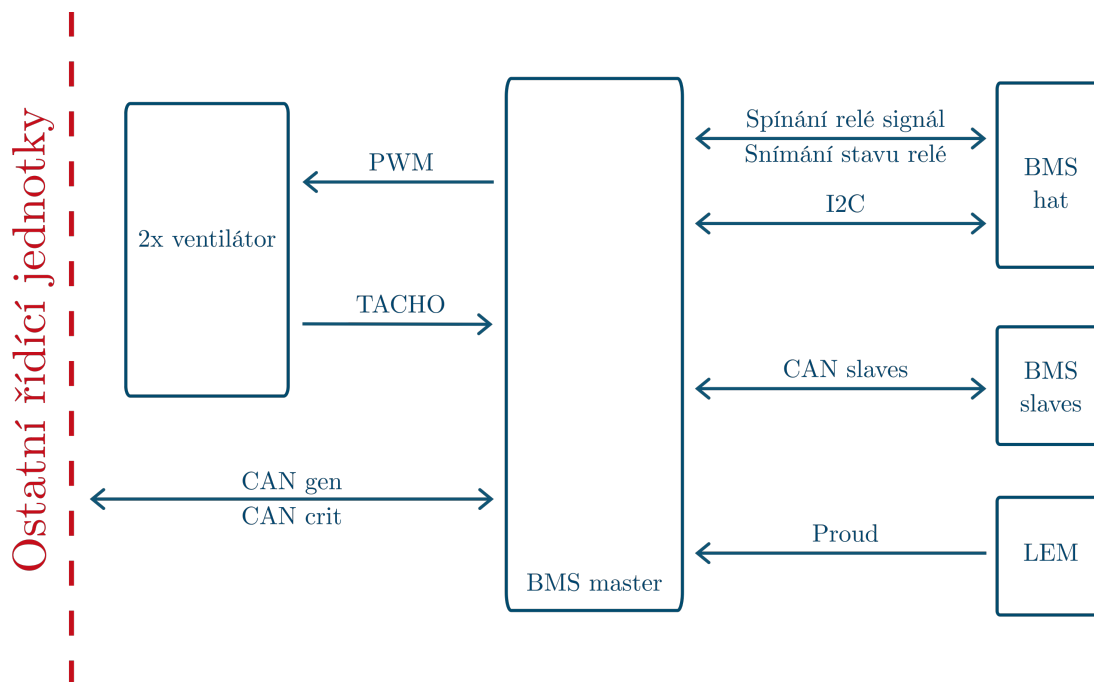 Ostatní řídící jednotky
2x ventilátor
PWM
TACHO
CAN gen
CAN crit
BMS master
Spínání relé signál
Snímání stavu relé
I2C
BMS
hat
CAN slaves
BMS
slaves
Proud
LEM